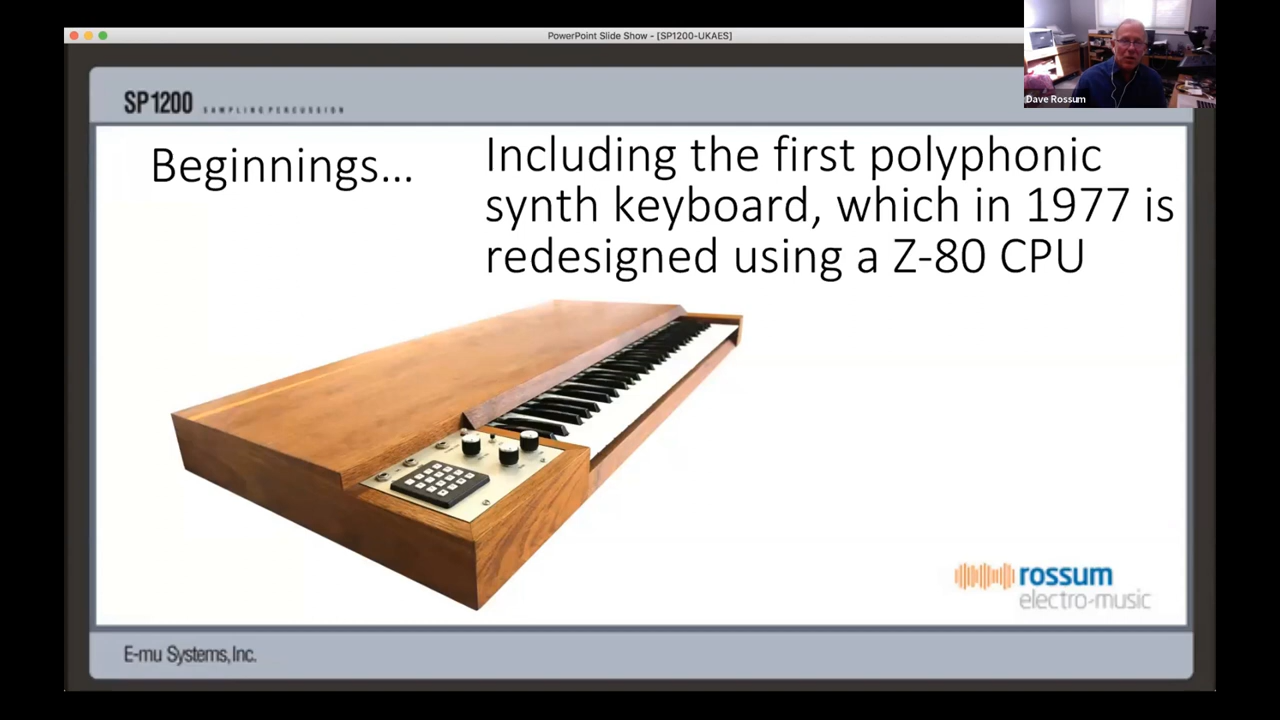 PowerPoint Slide Show - [SP1200-UKAES]
Dave Rossum
SP1200 SAMPLING PERCUSSION
Beginnings...
Including the first polyphonic
synth keyboard, which in 1977 is
redesigned using a Z-80 CPU
rossum
electro-music
E-mu Systems, Inc.